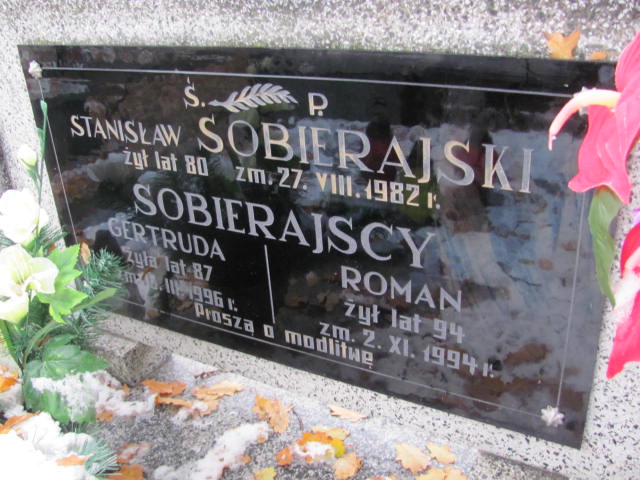 Ś. P.
STANISŁAW SOBIERAJSKI
żył lat 80 zm. 27. VIII. 1982 r.
SOBIERAJSCY
GERTRUDA
żyła lat 87
III. 1996 r.
ROMAN
żył lat 94
zm. 2. XI. 1994 r.
Proszą o modlitwę